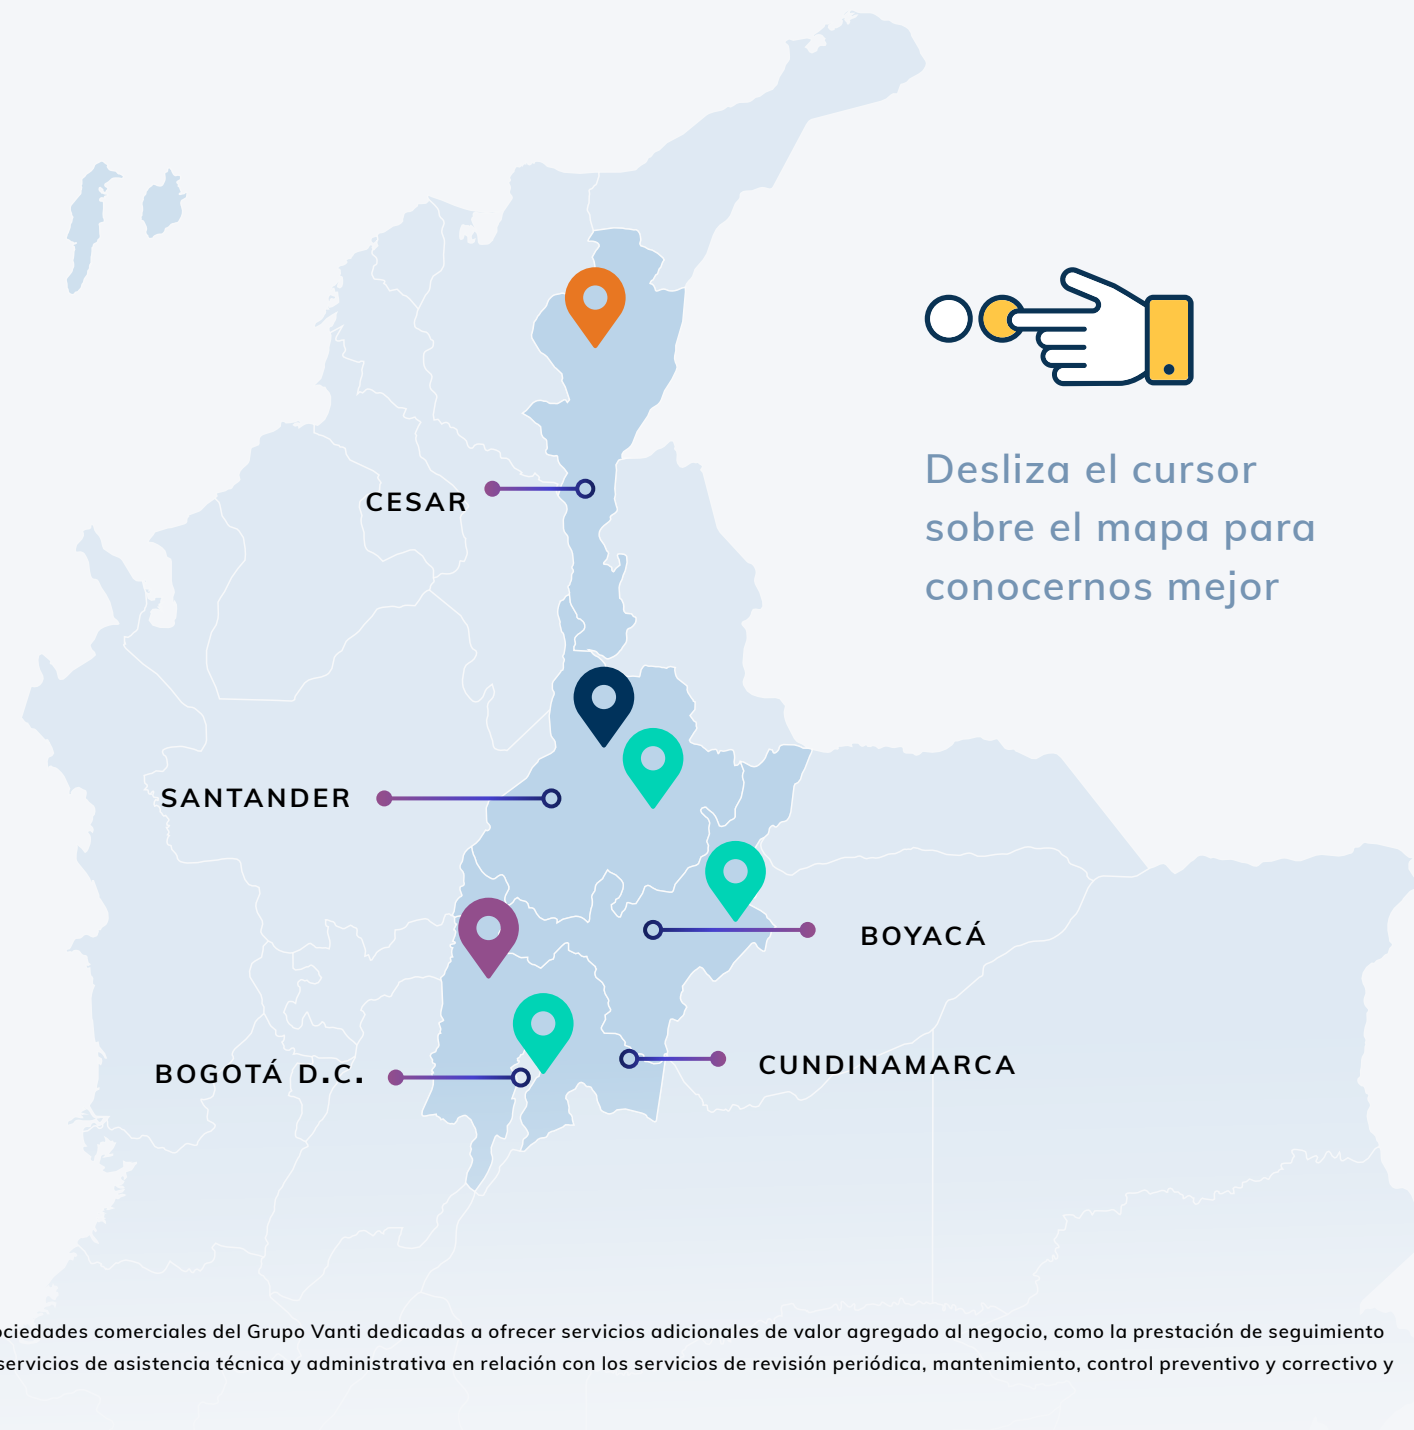 Desliza el cursor
sobre el mapa para
conocernos mejor
CESAR
SANTANDER
BOYACÁ
CUNDINAMARCA
BOGOTÁ D.C.
del Grupo Vanti dedicadas a ofrecer servicios adicionales de valor agregado al negocio, como la prestación de seguimiento
servicios de asistencia técnica y administrativa en relación con los servicios de revisión periódica, mantenimiento, control preventivo y correctivo y